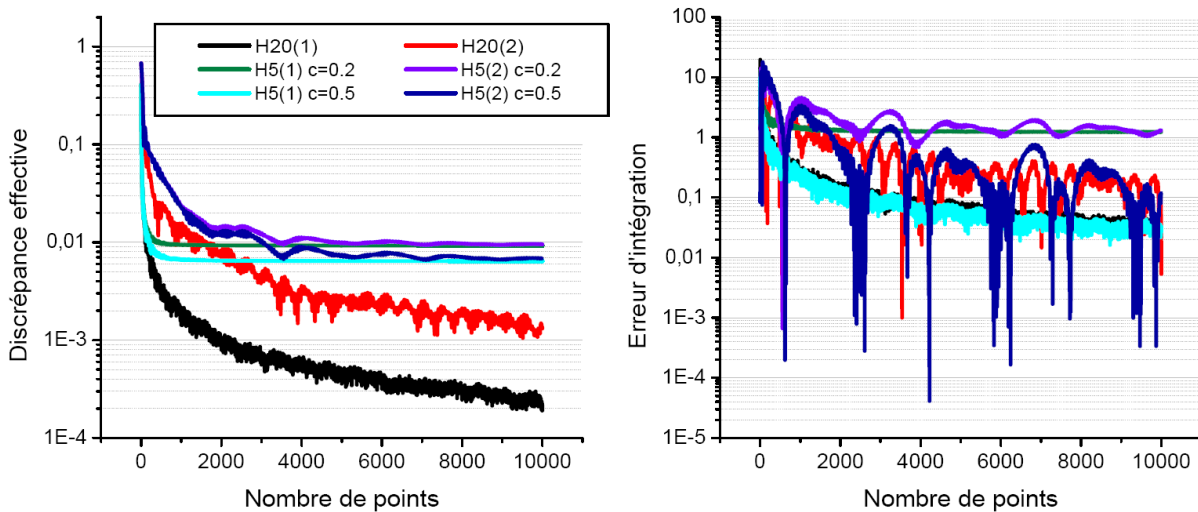 1
0,1
0,01
1E-3
1E-4
Discrépance effective
H20(1)
H20(2)
H5(1) c=0.2
H5(2) c=0.2
H5(1) c=0.5
H5(2) c=0.5
0
2000
4000
6000
8000
10000
Nombre de points
100
10
1
0,1
0,01
1E-3
1E-4
1E-5
Erreur d'intégration
0
2000
4000
6000
8000
10000
Nombre de points